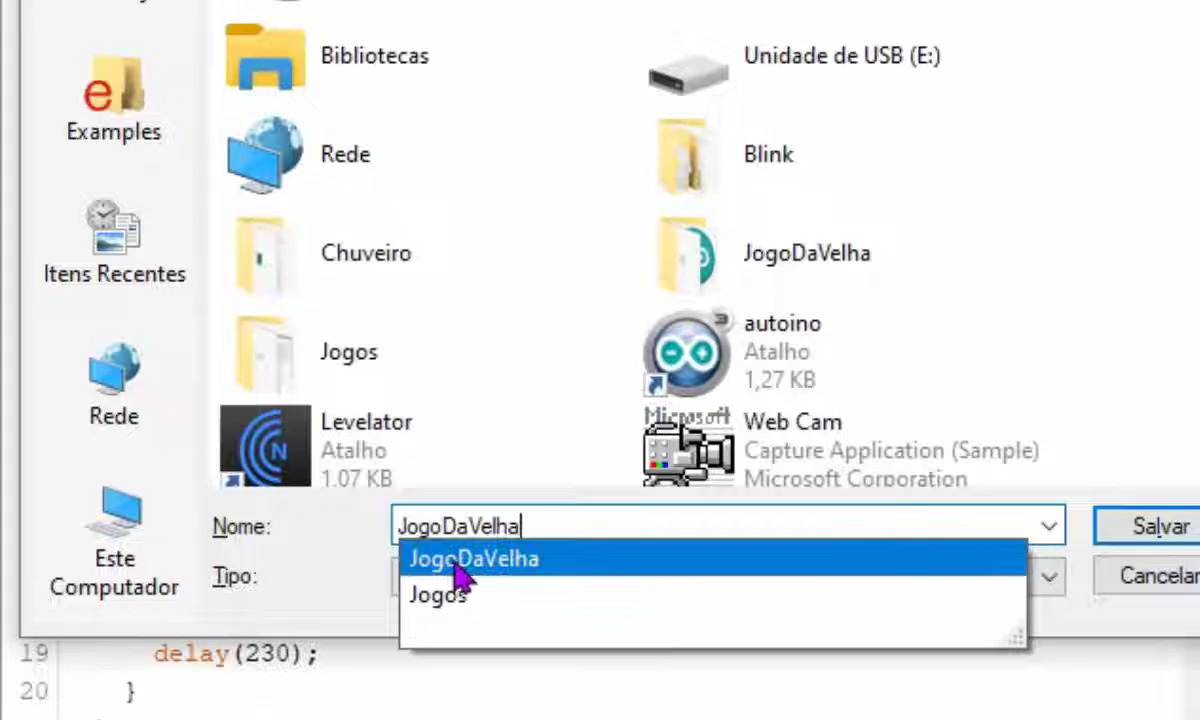 Bibliotecas
Unidade de USB (E:)
Examples
Rede
Blink
Itens Recentes
Chuveiro
JogoDaVelha
Jogos
autoino
Atalho
1,27 KB
Rede
Levelator
Atalho
1.07 KB
Web Cam
Capture Application (Sample)
Microsoft Corporation
Microsoft
Este
Computador
Nome:
JogoDaVelha
Salvar
JogoDaVelha
Tipo:
Cancelar
Jogos
19 delay(230);
20 }